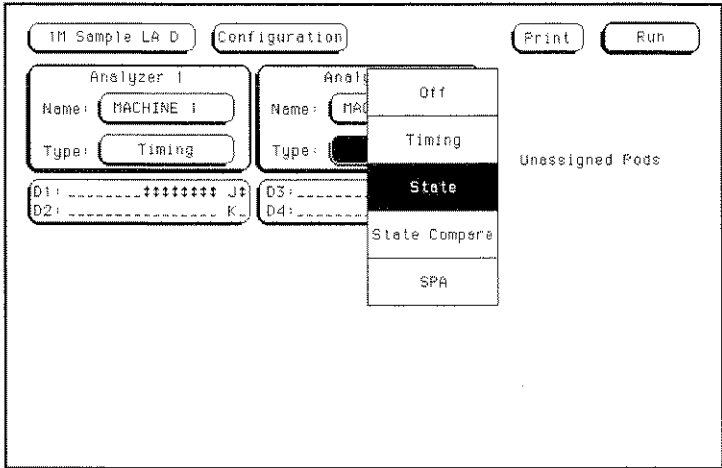 1M Sample LA D Configuration Print Run
Analyzer 1
Name: MACHINE 1
Type: Timing
Type:
Name:
Off
Timing
State
State Compare
SPA
Unassigned Pods
D1: ________↕↕↕↕↕↕↕↕ J↕
D2: ________________ K_
D3:
D4: